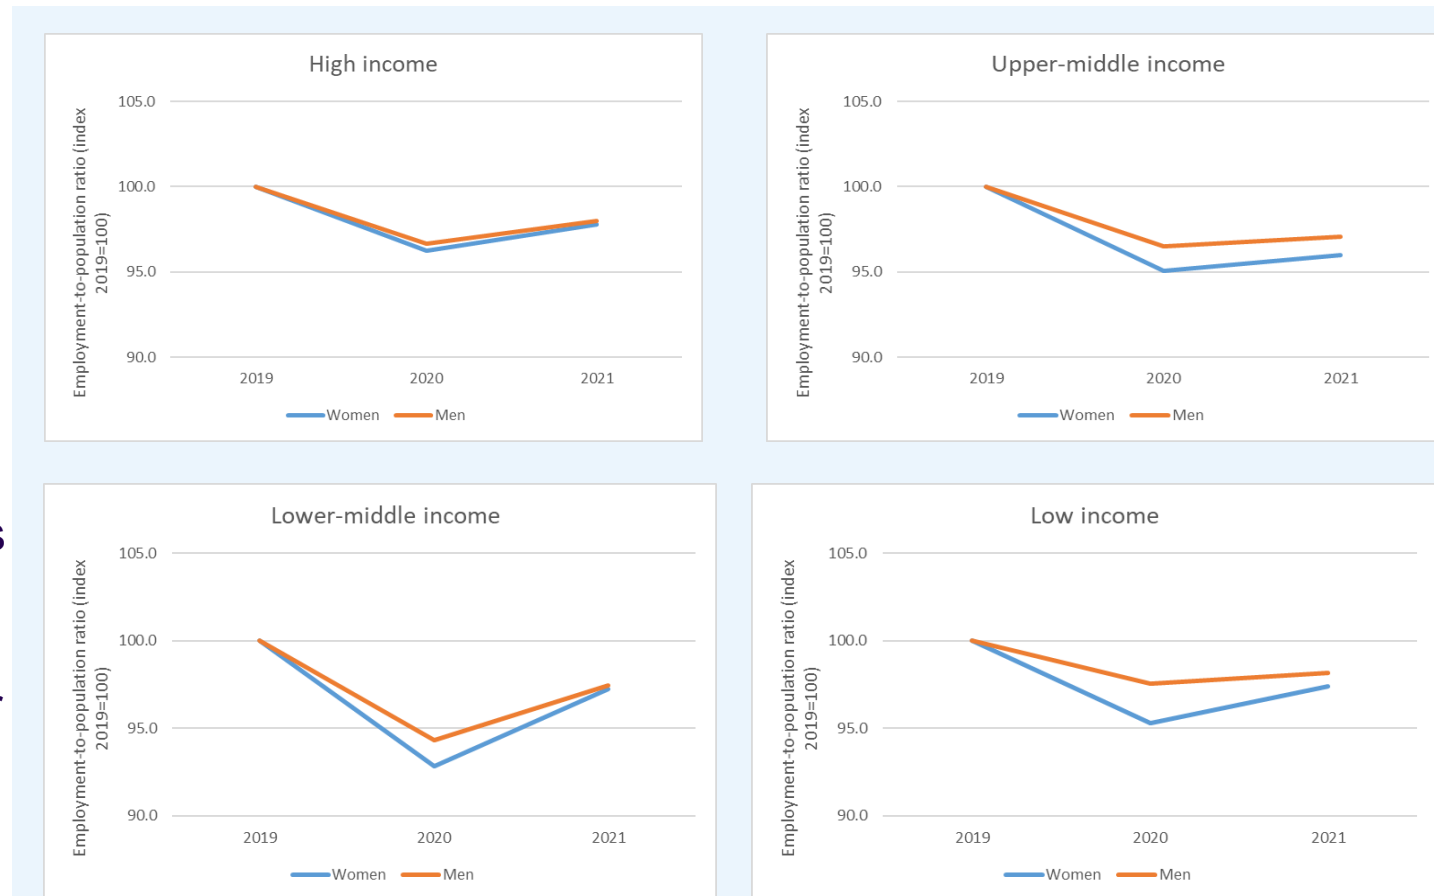 High income
Employment-to-population ratio (index
2019=100)
105.0
100.0
95.0
90.0
2019 2020 2021
Women Men
Upper-middle income
Employment-to-population ratio (index
2019=100)
105.0
100.0
95.0
90.0
2019 2020 2021
Women Men
s
Lower-middle income
Employment-to-population ratio (index
2019=100)
105.0
100.0
95.0
90.0
2019 2020 2021
Women Men
Low income
Employment-to-population ratio (index
2019=100)
105.0
100.0
95.0
90.0
2019 2020 2021
Women Men